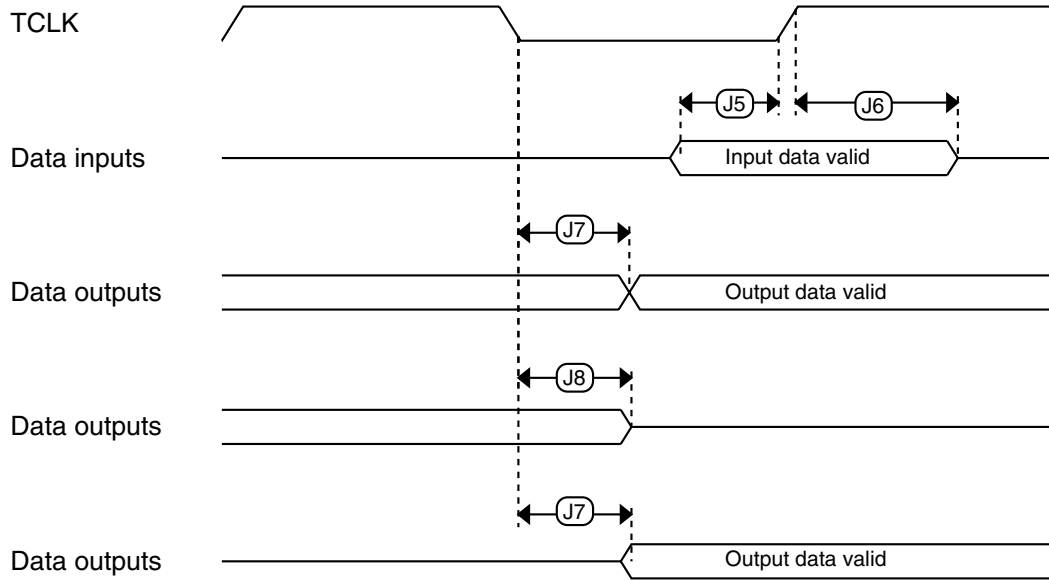 TCLK
J5
J6
Data inputs
Input data valid
J7
Data outputs
Output data valid
J8
Data outputs
J7
Data outputs
Output data valid